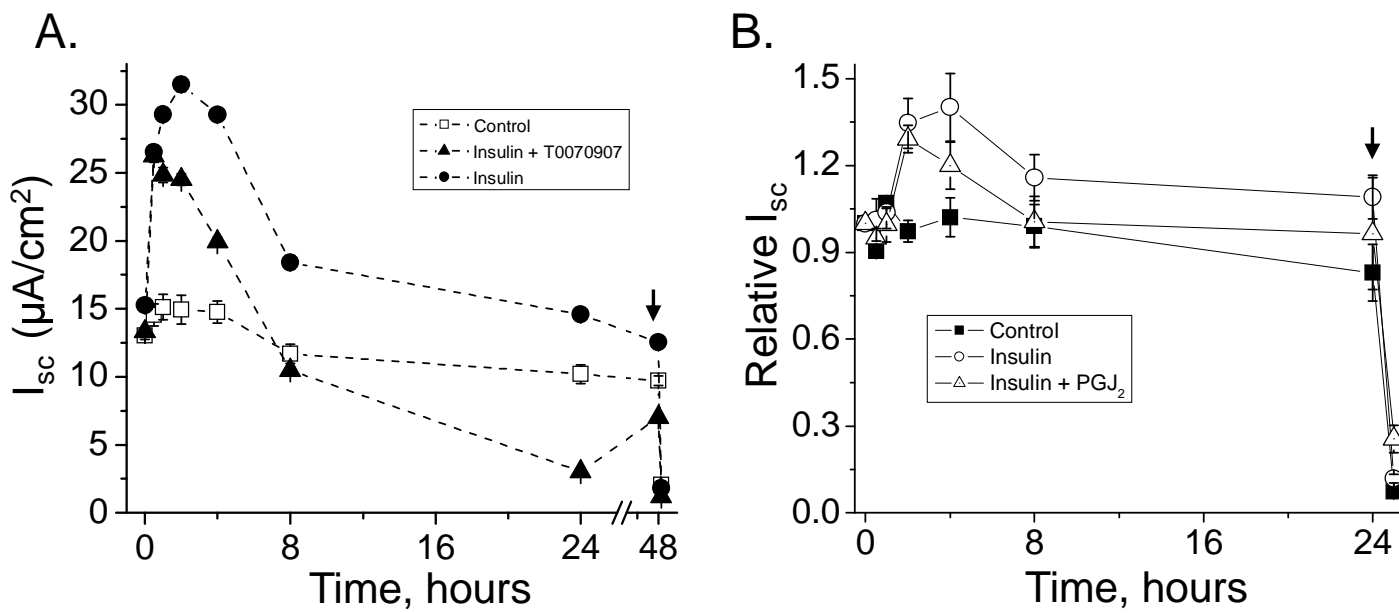 A.
I_sc (µA/cm²)
30
25
20
15
10
5
0
Control
Insulin + T0070907
Insulin
0 8 16 24 48
Time, hours
B.
Relative I_sc
1.5
1.2
0.9
0.6
0.3
0.0
Control
Insulin
Insulin + PGJ₂
0 8 16 24
Time, hours